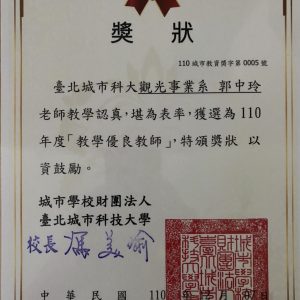 獎狀
110 城市教資獎字第 0005 號
臺北城市科大觀光事業系 郭中玲
老師教學認真，堪為表率，獲選為 110
年度「教學優良教師」，特頒獎狀 以
資鼓勵。
城市學校財團法人
臺北城市科技大學
校長
中華民國 110 年 月